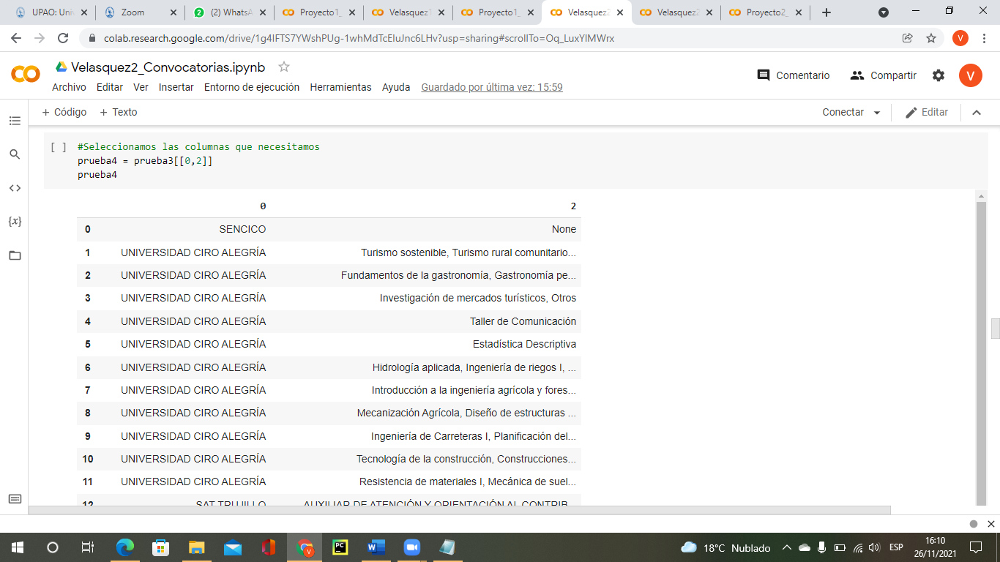 UPAO: Uni
Zoom
(2) WhatsA
Proyecto1_
Velasquez1
Proyecto1_
Velasquez2
Velasquez2
Proyecto2_
colab.research.google.com/drive/1g4lFTS7YWshPUg-1whMdTcEIuJnc6LHv?usp=sharing#scrollTo=Oq_LuxYIMWrx
V
CO
Velasquez2_Convocatorias.ipynb
Comentario
Compartir
V
Archivo Editar Ver Insertar Entorno de ejecución Herramientas Ayuda Guardado por última vez: 15:59
+ Código + Texto
Conectar
Editar
[ ] #Seleccionamos las columnas que necesitamos
prueba4 = prueba3[[0,2]]
prueba4
0 2
0 SENCICO None
1 UNIVERSIDAD CIRO ALEGRÍA Turismo sostenible, Turismo rural comunitario...
2 UNIVERSIDAD CIRO ALEGRÍA Fundamentos de la gastronomía, Gastronomía pe...
3 UNIVERSIDAD CIRO ALEGRÍA Investigación de mercados turísticos, Otros
4 UNIVERSIDAD CIRO ALEGRÍA Taller de Comunicación
5 UNIVERSIDAD CIRO ALEGRÍA Estadística Descriptiva
6 UNIVERSIDAD CIRO ALEGRÍA Hidrología aplicada, Ingeniería de riegos I, ...
7 UNIVERSIDAD CIRO ALEGRÍA Introducción a la ingeniería agrícola y fores...
8 UNIVERSIDAD CIRO ALEGRÍA Mecanización Agrícola, Diseño de estructuras ...
9 UNIVERSIDAD CIRO ALEGRÍA Ingeniería de Carreteras I, Planificación del...
10 UNIVERSIDAD CIRO ALEGRÍA Tecnología de la construcción, Construcciones...
11 UNIVERSIDAD CIRO ALEGRÍA Resistencia de materiales I, Mecánica de suel...
12 SAT TRUJILLO AUXILIAR DE ATENCIÓN Y ORIENTACIÓN AL CONTRIB...
18°C Nublado
ESP
16:10
26/11/2021